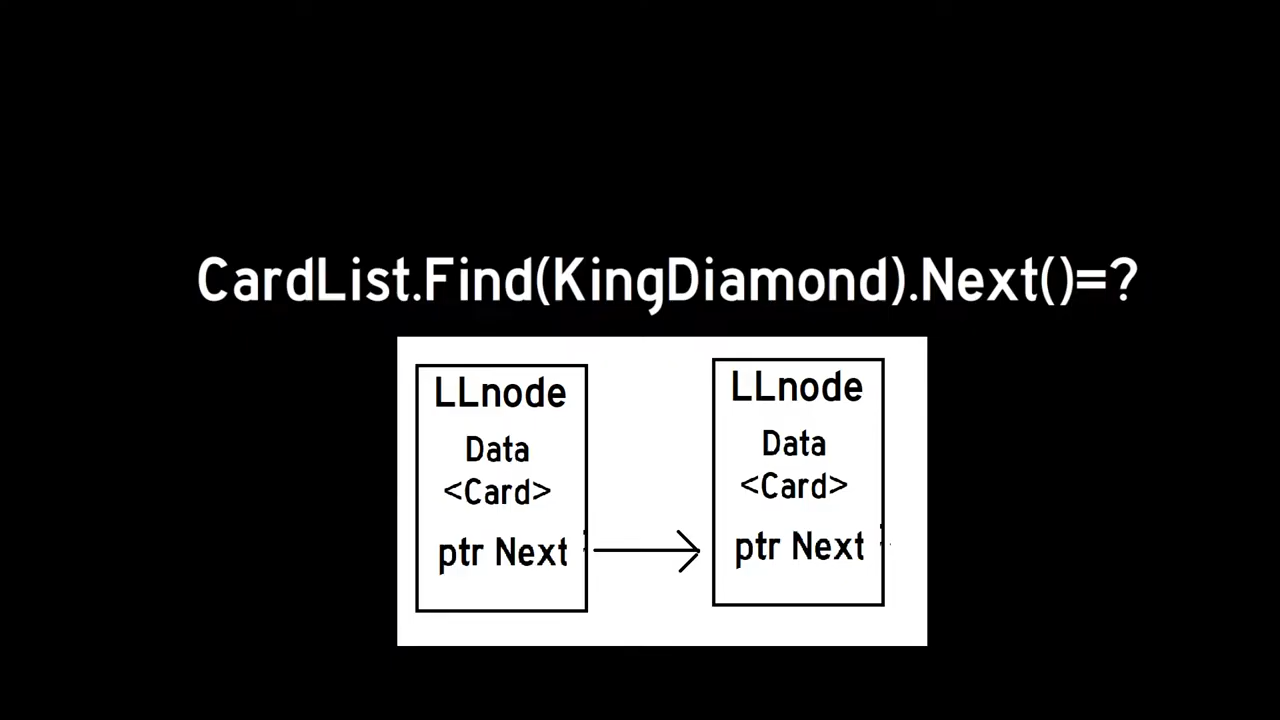 CardList.Find(KingDiamond).Next()=?
LLnode
Data
<Card>
ptr Next
LLnode
Data
<Card>
ptr Next